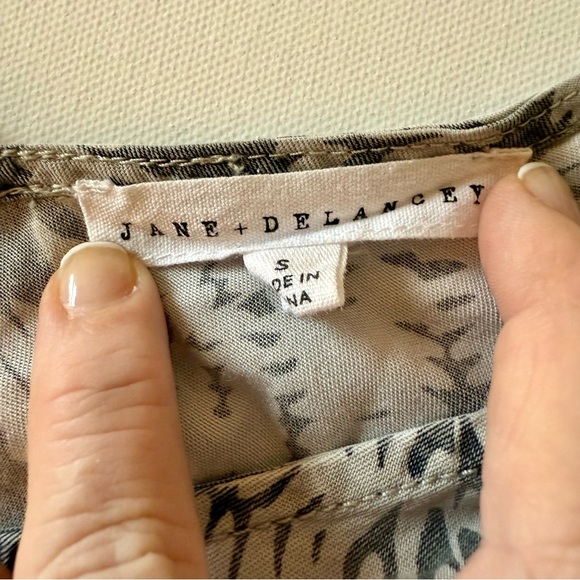 JANE + DELANCEY
S
DE IN
NA